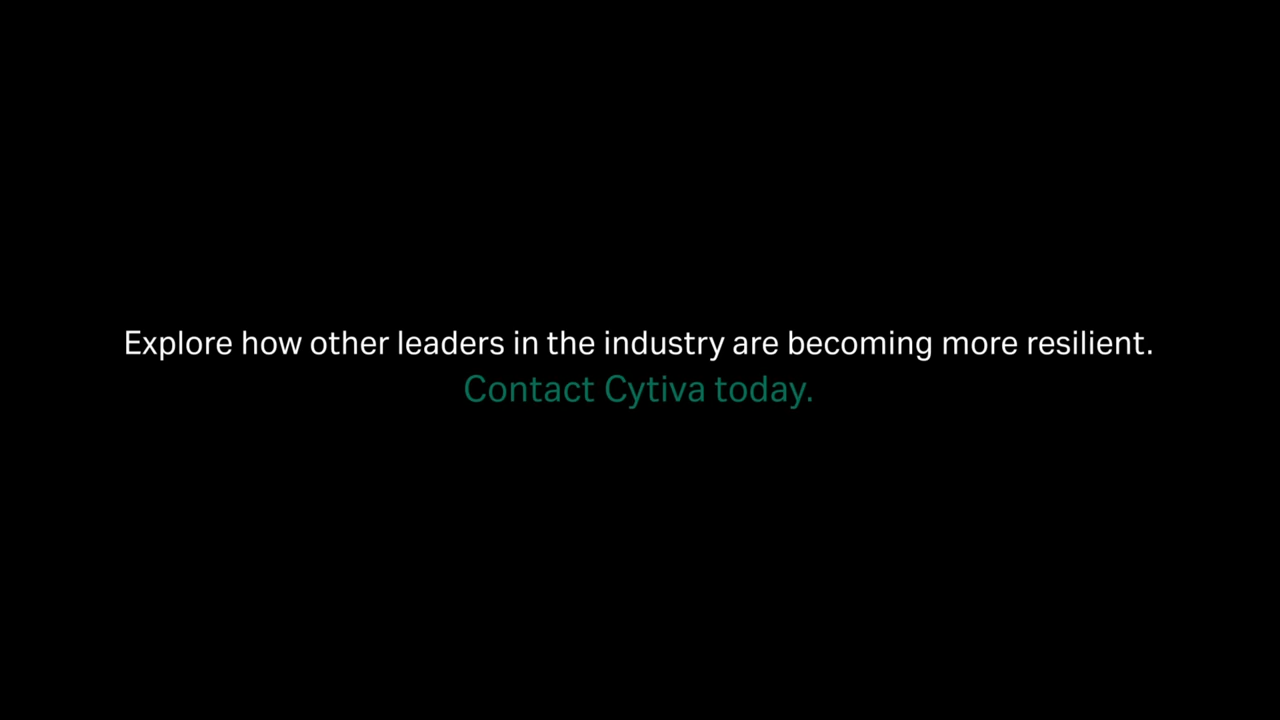 Explore how other leaders in the industry are becoming more resilient.
Contact Cytiva today.